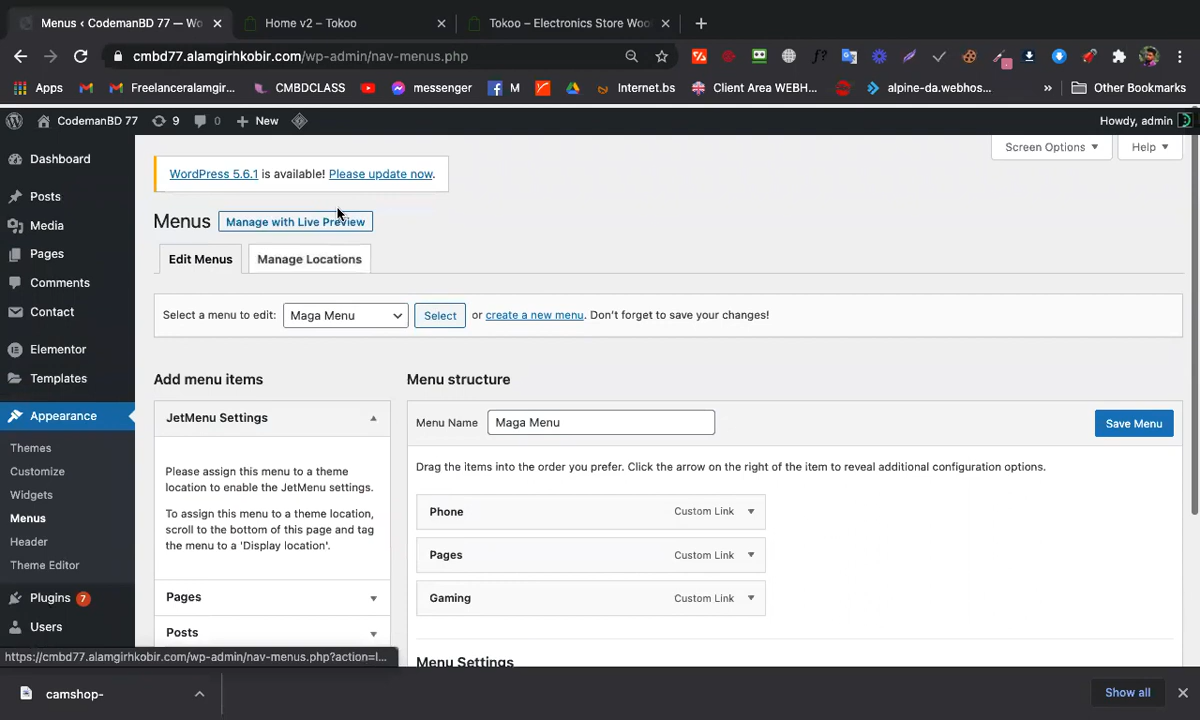 Menus < CodemanBD 77 — Wo
Home v2 – Tokoo
Tokoo – Electronics Store Woo
cmbd77.alamgirhkobir.com/wp-admin/nav-menus.php
Apps
Freelanceralamgir...
CMBDCLASS
messenger
M
Internet.bs
Client Area WEBH...
alpine-da.webhos...
»
Other Bookmarks
CodemanBD 77
9
0
New
Howdy, admin
Dashboard
Posts
Media
Pages
Comments
Contact
Elementor
Templates
Appearance
Themes
Customize
Widgets
Menus
Header
Theme Editor
Plugins 7
Users
Screen Options
Help
WordPress 5.6.1 is available! Please update now.
Menus
Manage with Live Preview
Edit Menus
Manage Locations
Select a menu to edit:
Maga Menu
Select
or create a new menu. Don't forget to save your changes!
Add menu items
JetMenu Settings
Please assign this menu to a theme
location to enable the JetMenu settings.
To assign this menu to a theme location,
scroll to the bottom of this page and tag
the menu to a 'Display location'.
Pages
Posts
Menu structure
Menu Name
Maga Menu
Save Menu
Drag the items into the order you prefer. Click the arrow on the right of the item to reveal additional configuration options.
Phone
Custom Link
Pages
Custom Link
Gaming
Custom Link
Menu Settings
https://cmbd77.alamgirhkobir.com/wp-admin/nav-menus.php?action=l...
camshop-
Show all